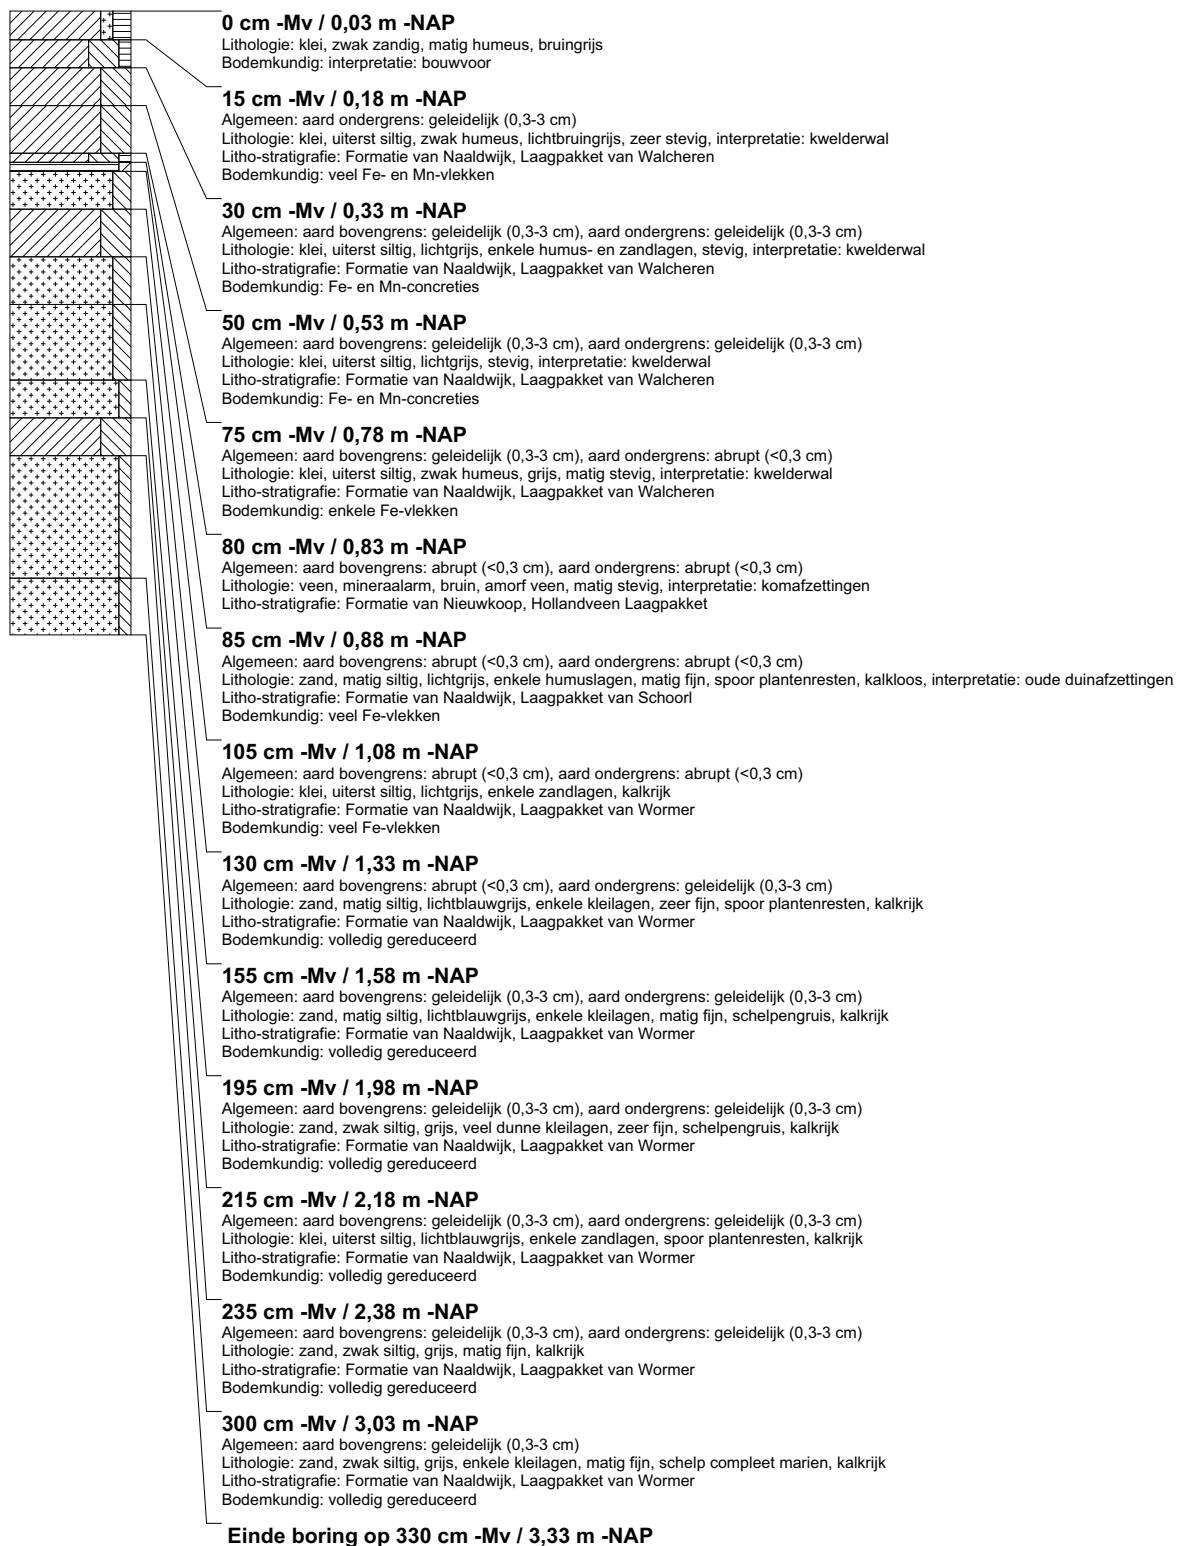 0 cm -Mv / 0,03 m -NAP
Lithologie: klei, zwak zandig, matig humeus, bruingrijs
Bodemkundig: interpretatie: bouwvoor
15 cm -Mv / 0,18 m -NAP
Algemeen: aard ondergrens: geleidelijk (0,3-3 cm)
Lithologie: klei, uiterst siltig, zwak humeus, lichtbruingrijs, zeer stevig, interpretatie: kwelderwal
Litho-stratigrafie: Formatie van Naaldwijk, Laagpakket van Walcheren
Bodemkundig: veel Fe- en Mn-vlekken
30 cm -Mv / 0,33 m -NAP
Algemeen: aard bovengrens: geleidelijk (0,3-3 cm), aard ondergrens: geleidelijk (0,3-3 cm)
Lithologie: klei, uiterst siltig, lichtgrijs, enkele humus- en zandlagen, stevig, interpretatie: kwelderwal
Litho-stratigrafie: Formatie van Naaldwijk, Laagpakket van Walcheren
Bodemkundig: Fe- en Mn-concreties
50 cm -Mv / 0,53 m -NAP
Algemeen: aard bovengrens: geleidelijk (0,3-3 cm), aard ondergrens: geleidelijk (0,3-3 cm)
Lithologie: klei, uiterst siltig, lichtgrijs, stevig, interpretatie: kwelderwal
Litho-stratigrafie: Formatie van Naaldwijk, Laagpakket van Walcheren
Bodemkundig: Fe- en Mn-concreties
75 cm -Mv / 0,78 m -NAP
Algemeen: aard bovengrens: geleidelijk (0,3-3 cm), aard ondergrens: abrupt (<0,3 cm)
Lithologie: klei, uiterst siltig, zwak humeus, grijs, matig stevig, interpretatie: kwelderwal
Litho-stratigrafie: Formatie van Naaldwijk, Laagpakket van Walcheren
Bodemkundig: enkele Fe-vlekken
80 cm -Mv / 0,83 m -NAP
Algemeen: aard bovengrens: abrupt (<0,3 cm), aard ondergrens: abrupt (<0,3 cm)
Lithologie: veen, mineraalarm, bruin, amorf veen, matig stevig, interpretatie: komafzettingen
Litho-stratigrafie: Formatie van Nieuwkoop, Hollandveen Laagpakket
85 cm -Mv / 0,88 m -NAP
Algemeen: aard bovengrens: abrupt (<0,3 cm), aard ondergrens: abrupt (<0,3 cm)
Lithologie: zand, matig siltig, lichtgrijs, enkele humuslagen, matig fijn, spoor plantenresten, kalkloos, interpretatie: oude duinafzettingen
Litho-stratigrafie: Formatie van Naaldwijk, Laagpakket van Schoorl
Bodemkundig: veel Fe-vlekken
105 cm -Mv / 1,08 m -NAP
Algemeen: aard bovengrens: abrupt (<0,3 cm), aard ondergrens: abrupt (<0,3 cm)
Lithologie: klei, uiterst siltig, lichtgrijs, enkele zandlagen, kalkrijk
Litho-stratigrafie: Formatie van Naaldwijk, Laagpakket van Wormer
Bodemkundig: veel Fe-vlekken
130 cm -Mv / 1,33 m -NAP
Algemeen: aard bovengrens: abrupt (<0,3 cm), aard ondergrens: geleidelijk (0,3-3 cm)
Lithologie: zand, matig siltig, lichtblauwgrijs, enkele kleilagen, zeer fijn, spoor plantenresten, kalkrijk
Litho-stratigrafie: Formatie van Naaldwijk, Laagpakket van Wormer
Bodemkundig: volledig gereduceerd
155 cm -Mv / 1,58 m -NAP
Algemeen: aard bovengrens: geleidelijk (0,3-3 cm), aard ondergrens: geleidelijk (0,3-3 cm)
Lithologie: zand, matig siltig, lichtblauwgrijs, enkele kleilagen, matig fijn, schelpengruis, kalkrijk
Litho-stratigrafie: Formatie van Naaldwijk, Laagpakket van Wormer
Bodemkundig: volledig gereduceerd
195 cm -Mv / 1,98 m -NAP
Algemeen: aard bovengrens: geleidelijk (0,3-3 cm), aard ondergrens: geleidelijk (0,3-3 cm)
Lithologie: zand, zwak siltig, grijs, veel dunne kleilagen, zeer fijn, schelpengruis, kalkrijk
Litho-stratigrafie: Formatie van Naaldwijk, Laagpakket van Wormer
Bodemkundig: volledig gereduceerd
215 cm -Mv / 2,18 m -NAP
Algemeen: aard bovengrens: geleidelijk (0,3-3 cm), aard ondergrens: geleidelijk (0,3-3 cm)
Lithologie: klei, uiterst siltig, lichtblauwgrijs, enkele zandlagen, spoor plantenresten, kalkrijk
Litho-stratigrafie: Formatie van Naaldwijk, Laagpakket van Wormer
Bodemkundig: volledig gereduceerd
235 cm -Mv / 2,38 m -NAP
Algemeen: aard bovengrens: geleidelijk (0,3-3 cm), aard ondergrens: geleidelijk (0,3-3 cm)
Lithologie: zand, zwak siltig, grijs, matig fijn, kalkrijk
Litho-stratigrafie: Formatie van Naaldwijk, Laagpakket van Wormer
Bodemkundig: volledig gereduceerd
300 cm -Mv / 3,03 m -NAP
Algemeen: aard bovengrens: geleidelijk (0,3-3 cm)
Lithologie: zand, zwak siltig, grijs, enkele kleilagen, matig fijn, schelp compleet marien, kalkrijk
Litho-stratigrafie: Formatie van Naaldwijk, Laagpakket van Wormer
Bodemkundig: volledig gereduceerd
Einde boring op 330 cm -Mv / 3,33 m -NAP